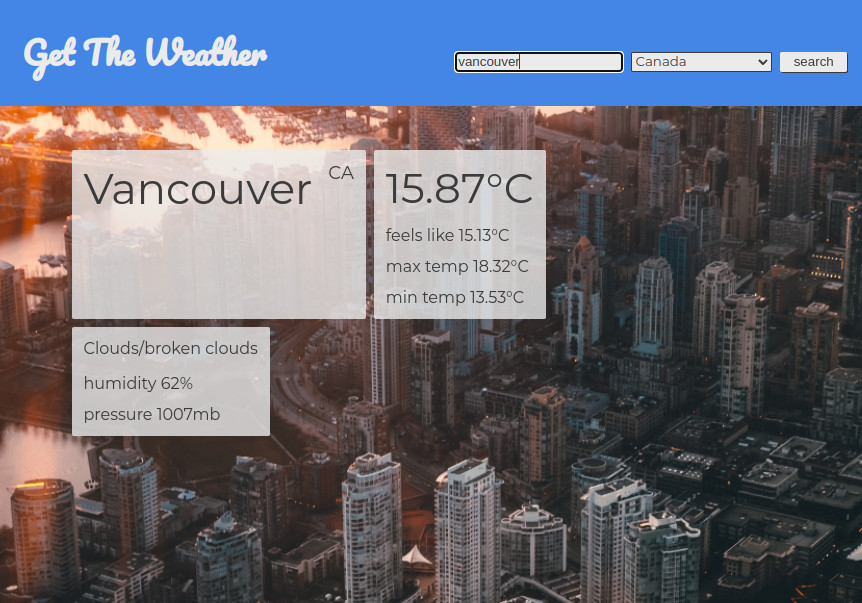 Get The Weather
vancouver
Canada
search
Vancouver CA
15.87°C
feels like 15.13°C
max temp 18.32°C
min temp 13.53°C
Clouds/broken clouds
humidity 62%
pressure 1007mb